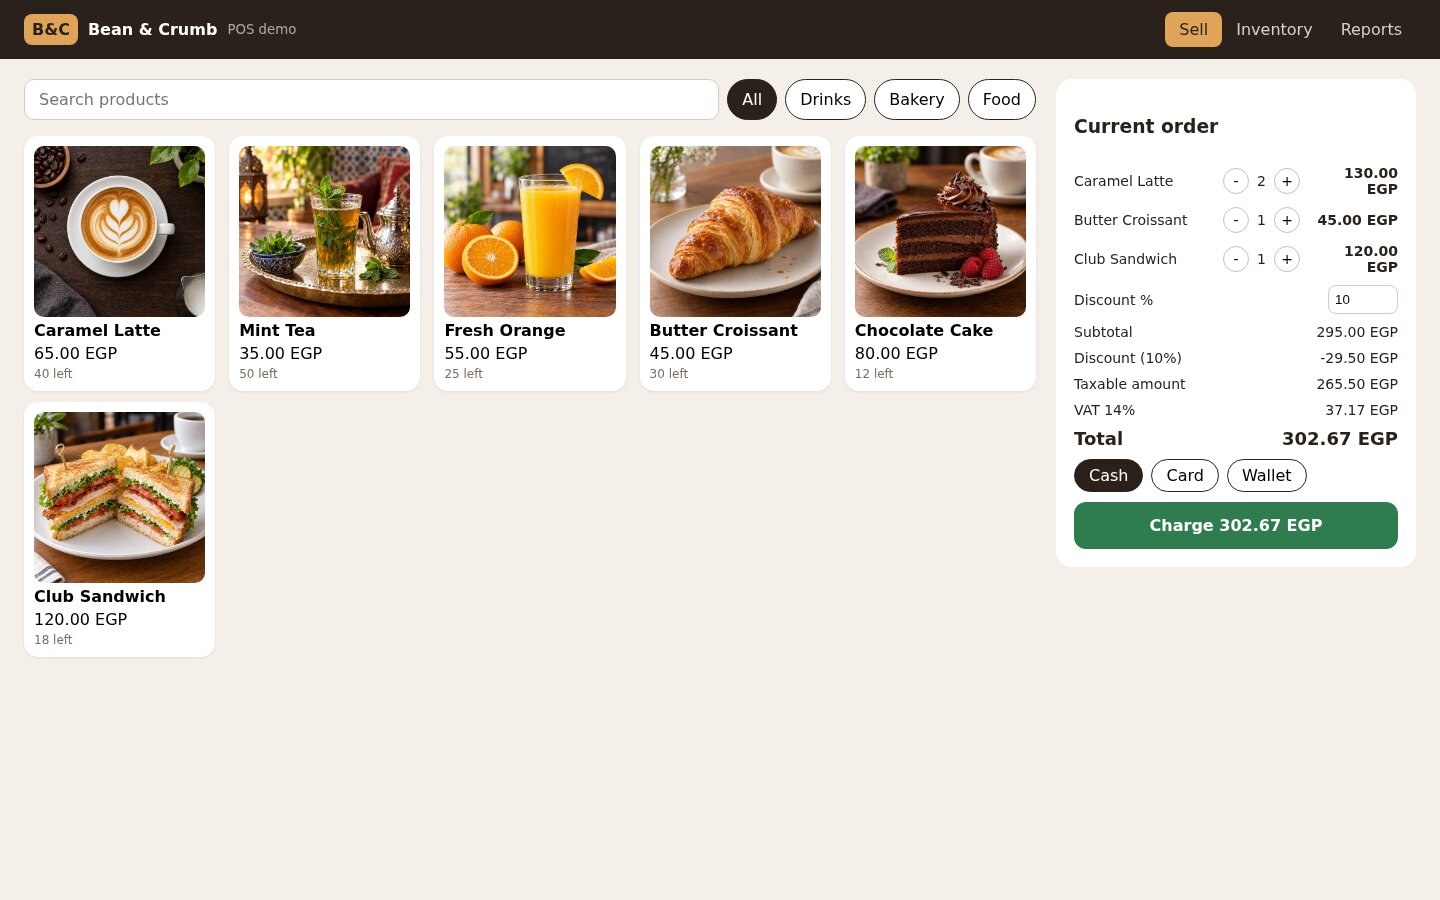 B&C Bean & Crumb POS demo Sell Inventory Reports
Search products All Drinks Bakery Food
Caramel Latte
65.00 EGP
40 left
Mint Tea
35.00 EGP
50 left
Fresh Orange
55.00 EGP
25 left
Butter Croissant
45.00 EGP
30 left
Chocolate Cake
80.00 EGP
12 left
Club Sandwich
120.00 EGP
18 left
Current order
Caramel Latte - 2 + 130.00 EGP
Butter Croissant - 1 + 45.00 EGP
Club Sandwich - 1 + 120.00 EGP
Discount % 10
Subtotal 295.00 EGP
Discount (10%) -29.50 EGP
Taxable amount 265.50 EGP
VAT 14% 37.17 EGP
Total 302.67 EGP
Cash Card Wallet
Charge 302.67 EGP